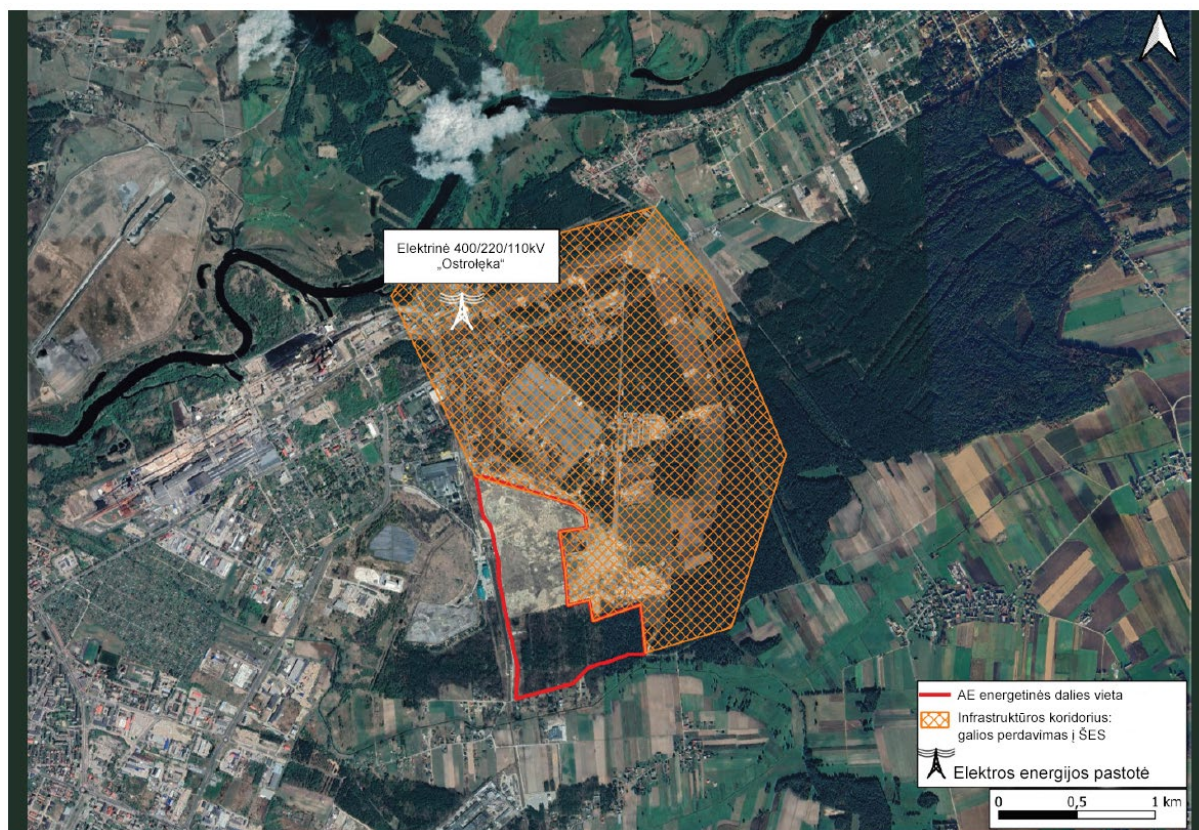 Elektrinė 400/220/110kV
„Ostrołęka“
AE energetinės dalies vieta
Infrastruktūros koridorius:
galios perdavimas į ŠES
Elektros energijos pastotė
0 0,5 1 km